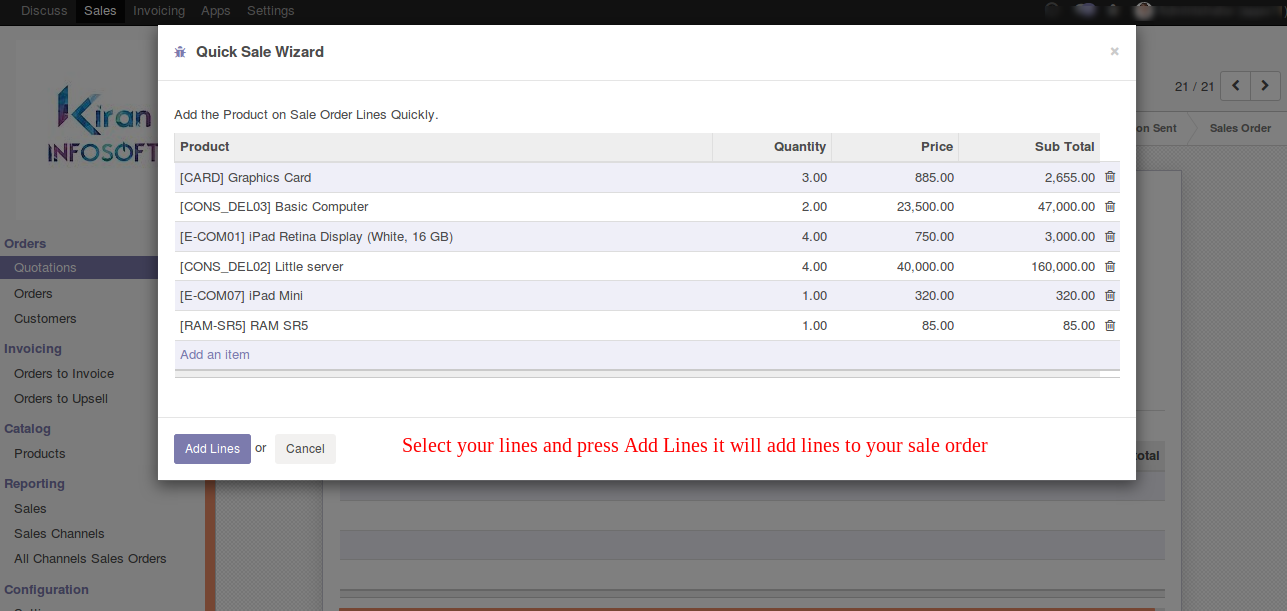 Discuss Sales Invoicing Apps Settings
Quick Sale Wizard ×
Kiran
INFOSOFT
21 / 21
on Sent Sales Order
Add the Product on Sale Order Lines Quickly.
Product Quantity Price Sub Total
[CARD] Graphics Card 3.00 885.00 2,655.00
[CONS_DEL03] Basic Computer 2.00 23,500.00 47,000.00
[E-COM01] iPad Retina Display (White, 16 GB) 4.00 750.00 3,000.00
[CONS_DEL02] Little server 4.00 40,000.00 160,000.00
[E-COM07] iPad Mini 1.00 320.00 320.00
[RAM-SR5] RAM SR5 1.00 85.00 85.00
Add an item
Add Lines or Cancel
Select your lines and press Add Lines it will add lines to your sale order
otal
Orders
Quotations
Orders
Customers
Invoicing
Orders to Invoice
Orders to Upsell
Catalog
Products
Reporting
Sales
Sales Channels
All Channels Sales Orders
Configuration